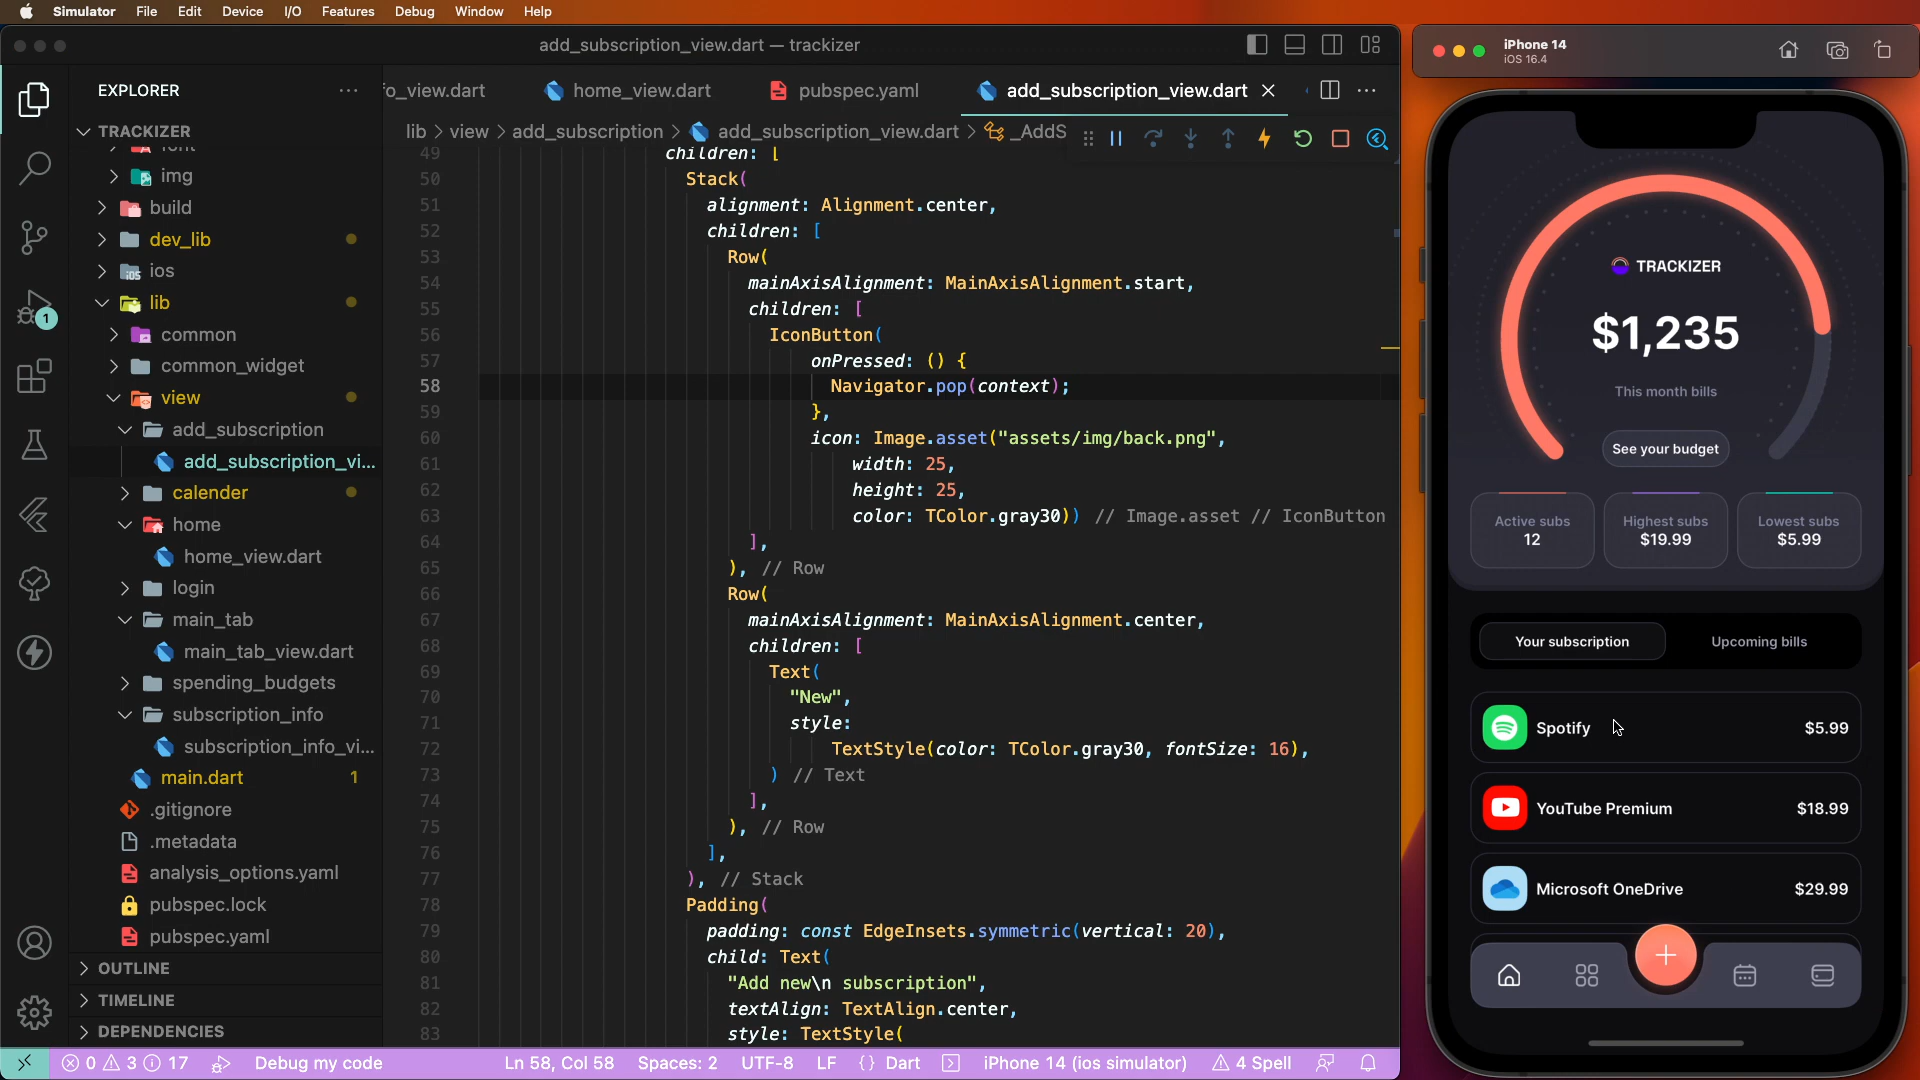 Simulator File Edit Device I/O Features Debug Window Help
add_subscription_view.dart — trackizer
EXPLORER
TRACKIZER
img
build
dev_lib
ios
lib
common
common_widget
view
add_subscription
add_subscription_vi...
calender
home
home_view.dart
login
main_tab
main_tab_view.dart
spending_budgets
subscription_info
subscription_info_vi...
main.dart 1
.gitignore
.metadata
analysis_options.yaml
pubspec.lock
pubspec.yaml
OUTLINE
TIMELINE
DEPENDENCIES
1
fo_view.dart home_view.dart pubspec.yaml add_subscription_view.dart
lib > view > add_subscription > add_subscription_view.dart > _AddS
49 children: [
50 Stack(
51 alignment: Alignment.center,
52 children: [
53 Row(
54 mainAxisAlignment: MainAxisAlignment.start,
55 children: [
56 IconButton(
57 onPressed: () {
58 Navigator.pop(context);
59 },
60 icon: Image.asset("assets/img/back.png",
61 width: 25,
62 height: 25,
63 color: TColor.gray30)) // Image.asset // IconButton
64 ],
65 ), // Row
66 Row(
67 mainAxisAlignment: MainAxisAlignment.center,
68 children: [
69 Text(
70 "New",
71 style:
72 TextStyle(color: TColor.gray30, fontSize: 16),
73 ) // Text
74 ],
75 ), // Row
76 ],
77 ), // Stack
78 Padding(
79 padding: const EdgeInsets.symmetric(vertical: 20),
80 child: Text(
81 "Add new\n subscription",
82 textAlign: TextAlign.center,
83 style: TextStyle(
0 3 17 Debug my code Ln 58, Col 58 Spaces: 2 UTF-8 LF {} Dart iPhone 14 (ios simulator) 4 Spell
iPhone 14
iOS 16.4
TRACKIZER
$1,235
This month bills
See your budget
Active subs
12
Highest subs
$19.99
Lowest subs
$5.99
Your subscription Upcoming bills
Spotify $5.99
YouTube Premium $18.99
Microsoft OneDrive $29.99